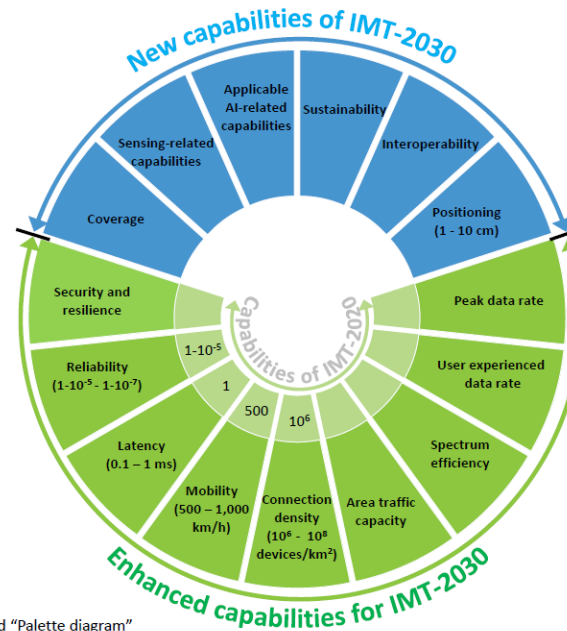 New capabilities of IMT-2030
Coverage
Sensing-related
capabilities
Applicable
AI-related
capabilities
Sustainability
Interoperability
Positioning
(1 - 10 cm)
Capabilities of IMT-2020
Security and
resilience
Reliability
(1-10⁻⁵ - 1-10⁻⁷)
1-10⁻⁵
Latency
(0.1 – 1 ms)
1
Mobility
(500 – 1,000
km/h)
500
Connection
density
(10⁶ - 10⁸
devices/km²)
10⁶
Area traffic
capacity
Spectrum
efficiency
User experienced
data rate
Peak data rate
Enhanced capabilities for IMT-2030
"Palette diagram"